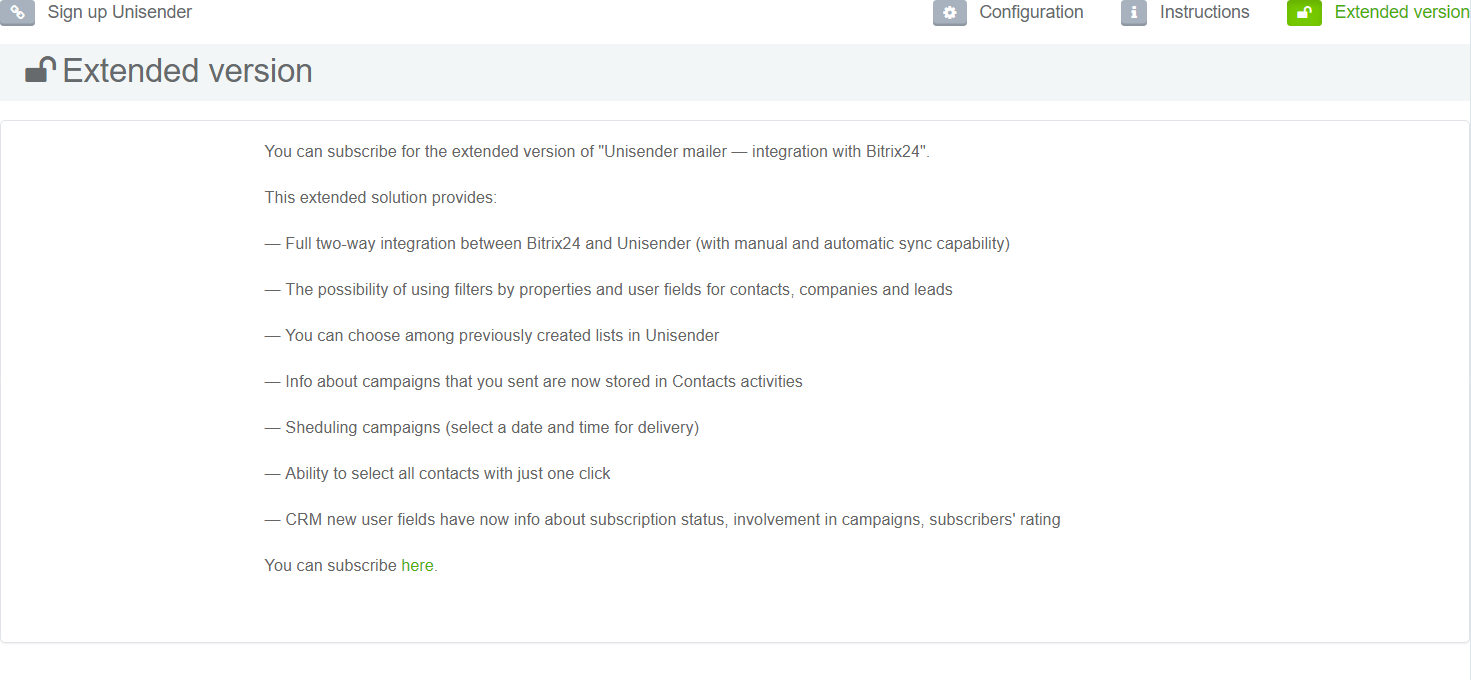 Sign up Unisender
Configuration
Instructions
Extended version
Extended version
You can subscribe for the extended version of "Unisender mailer — integration with Bitrix24".
This extended solution provides:
— Full two-way integration between Bitrix24 and Unisender (with manual and automatic sync capability)
— The possibility of using filters by properties and user fields for contacts, companies and leads
— You can choose among previously created lists in Unisender
— Info about campaigns that you sent are now stored in Contacts activities
— Sheduling campaigns (select a date and time for delivery)
— Ability to select all contacts with just one click
— CRM new user fields have now info about subscription status, involvement in campaigns, subscribers' rating
You can subscribe here.